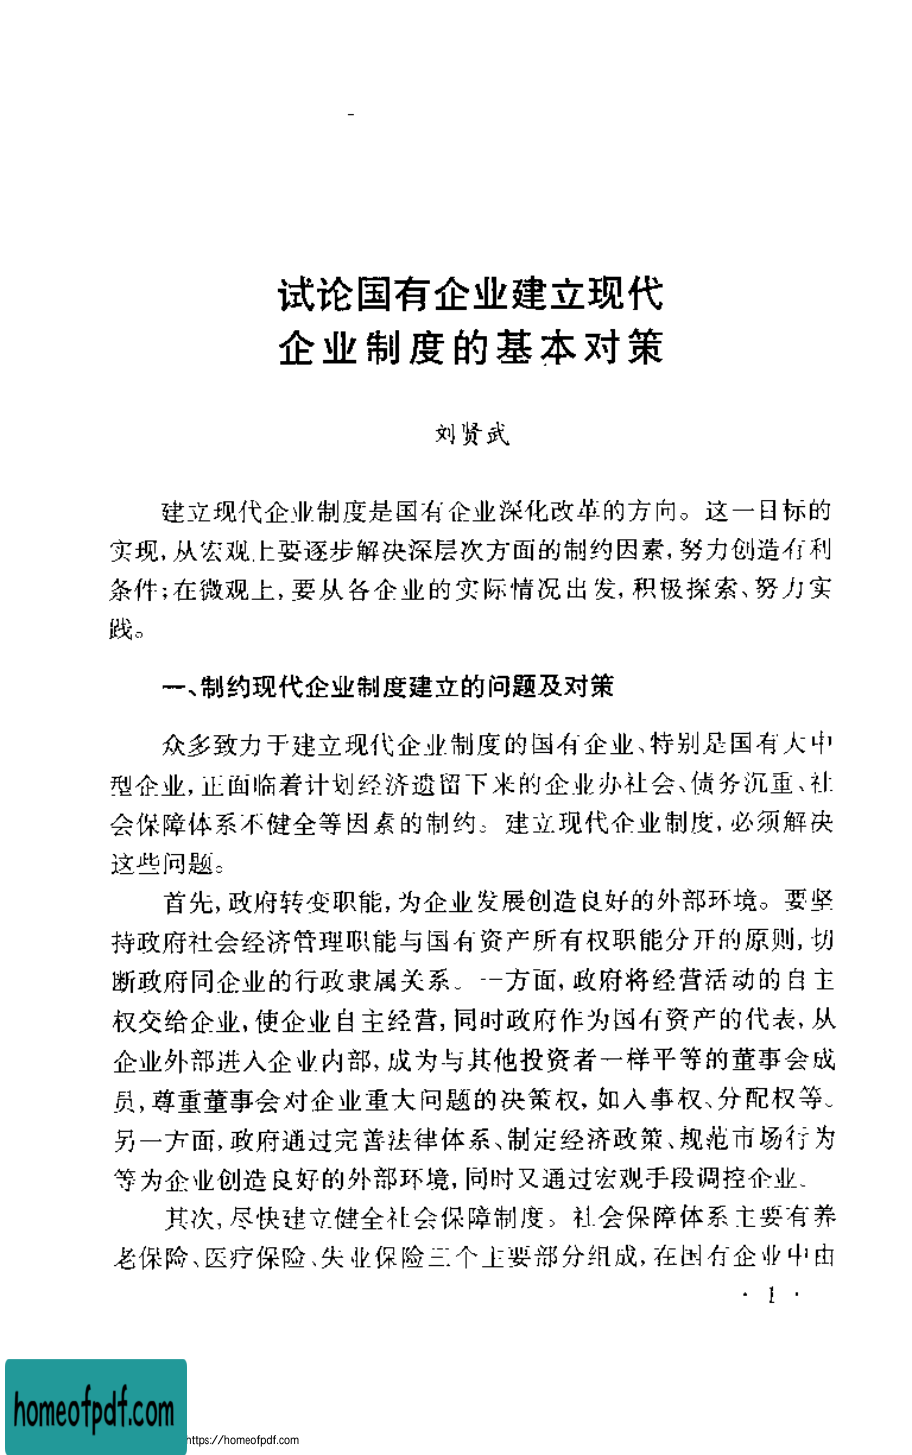 试论国有企业建立现代
企业制度的基本对策
刘贤武
建立现代企业制度是国有企业深化改革的方向。这一目标的
实现,从宏观上要逐步解决深层次方面的制约因素,努力创造有利
条件;在微观上,要从各企业的实际情况出发,积极探索、努力实
践。
一、制约现代企业制度建立的问题及对策
众多致力于建立现代企业制度的国有企业、特别是国有大中
型企业,正面临着计划经济遗留下来的企业办社会、债务沉重、社
会保障体系不健全等因素的制约。建立现代企业制度,必须解决
这些问题。
首先,政府转变职能,为企业发展创造良好的外部环境。要坚
持政府社会经济管理职能与国有资产所有权职能分开的原则,切
断政府同企业的行政隶属关系。一方面,政府将经营活动的自主
权交给企业,使企业自主经营,同时政府作为国有资产的代表,从
企业外部进入企业内部,成为与其他投资者一样平等的董事会成
员,尊重董事会对企业重大问题的决策权,如人事权、分配权等。
另一方面,政府通过完善法律体系、制定经济政策、规范市场行为
等为企业创造良好的外部环境,同时又通过宏观手段调控企业。
其次,尽快建立健全社会保障制度。社会保障体系主要有养
老保险、医疗保险、失业保险三个主要部分组成,在国有企业中由
· 1 ·
homeofpdf.com
https://homeofpdf.com